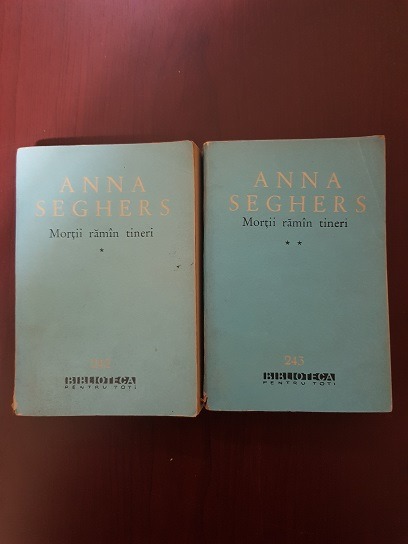 ANNA
SEGHERS
Morții rămîn tineri
*
BIBLIOTECA
PENTRU TOȚI
ANNA
SEGHERS
Morții rămîn tineri
* *
243
BIBLIOTECA
PENTRU TOȚI